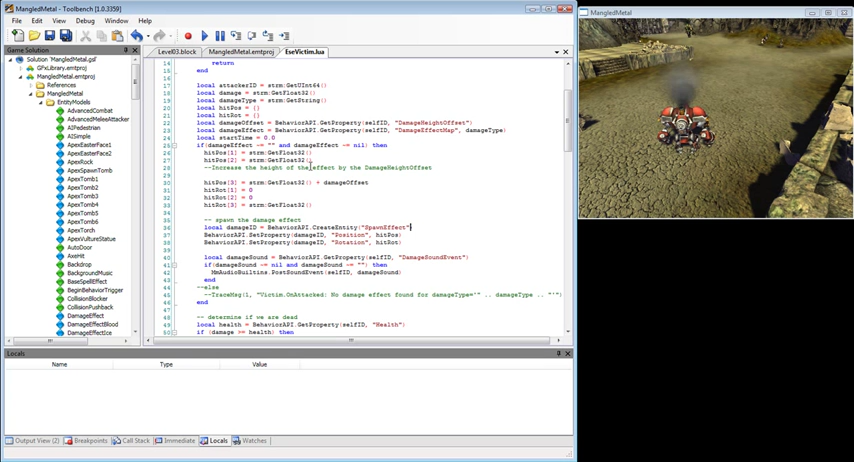 MangledMetal - Toolbench [1.0.3359]
File Edit View Debug Window Help
Game Solution
Solution 'MangledMetal.gsl'
GFxLibrary.emtproj
MangledMetal.emtproj
References
MangledMetal
EntityModels
AdvancedCombat
AdvancedMeleeAttacker
AIPedestrian
AISimple
ApexEasterFace1
ApexEasterFace2
ApexRock
ApexSpawnTomb
ApexTomb1
ApexTomb2
ApexTomb3
ApexTomb4
ApexTomb5
ApexTomb6
ApexTorch
ApexVultureStatue
AutoDoor
AxeHit
Backdrop
BackgroundMusic
BaseSpellEffect
BeginBehaviorTrigger
CollisionBlocker
CollisionPushback
DamageEffect
DamageEffectBlood
DamageEffectIce
Level03.block MangledMetal.emtproj EseVictim.lua
14 return
15 end
16
17 local attackerID = strm:GetUInt64()
18 local damage = strm:GetFloat32()
19 local damageType = strm:GetString()
20 local hitPos = {}
21 local hitRot = {}
22 local damageOffset = BehaviorAPI.GetProperty(selfID, "DamageHeightOffset")
23 local damageEffect = BehaviorAPI.GetProperty(selfID, "DamageEffectMap", damageType)
24 local startTime = 0.0
25 if(damageEffect ~= "" and damageEffect ~= nil) then
26 hitPos[1] = strm:GetFloat32()
27 hitPos[2] = strm:GetFloat32()
28 --Increase the height of the effect by the DamageHeightOffset
29
30 hitPos[3] = strm:GetFloat32() + damageOffset
31 hitRot[1] = 0
32 hitRot[2] = 0
33 hitRot[3] = strm:GetFloat32()
34
35 -- spawn the damage effect
36 local damageID = BehaviorAPI.CreateEntity("SpawnEffect")
37 BehaviorAPI.SetProperty(damageID, "Position", hitPos)
38 BehaviorAPI.SetProperty(damageID, "Rotation", hitRot)
39
40 local damageSound = BehaviorAPI.GetProperty(selfID, "DamageSoundEvent")
41 if(damageSound ~= nil and damageSound ~= "") then
42 MmAudioBuiltins.PostSoundEvent(selfID, damageSound)
43 end
44 --else
45 --TraceMsg(1, "Victim.OnAttacked: No damage effect found for damageType='" .. damageType .. "'")
46 end
47
48 -- determine if we are dead
49 local health = BehaviorAPI.GetProperty(selfID, "Health")
50 if (damage >= health) then
Locals
Name Type Value
Output View (2) Breakpoints Call Stack Immediate Locals Watches
MangledMetal